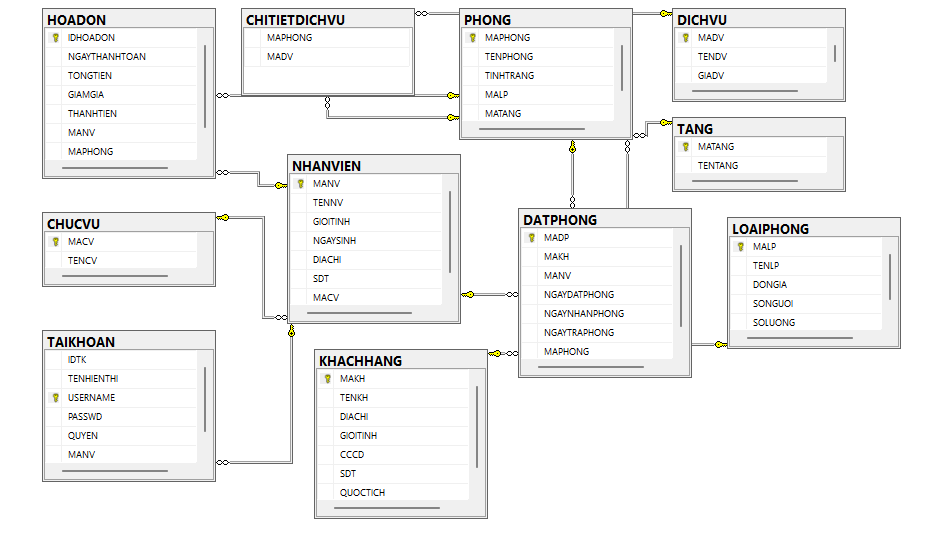 HOADON
IDHOADON
NGAYTHANHTOAN
TONGTIEN
GIAMGIA
THANHTIEN
MANV
MAPHONG
CHITIETDICHVU
MAPHONG
MADV
PHONG
MAPHONG
TENPHONG
TINHTRANG
MALP
MATANG
DICHVU
MADV
TENDV
GIADV
TANG
MATANG
TENTANG
NHANVIEN
MANV
TENNV
GIOITINH
NGAYSINH
DIACHI
SDT
MACV
CHUCVU
MACV
TENCV
DATPHONG
MADP
MAKH
MANV
NGAYDATPHONG
NGAYNHANPHONG
NGAYTRAPHONG
MAPHONG
LOAIPHONG
MALP
TENLP
DONGIA
SONGUOI
SOLUONG
TAIKHOAN
IDTK
TENHIENTHI
USERNAME
PASSWD
QUYEN
MANV
KHACHHANG
MAKH
TENKH
DIACHI
GIOITINH
CCCD
SDT
QUOCTICH